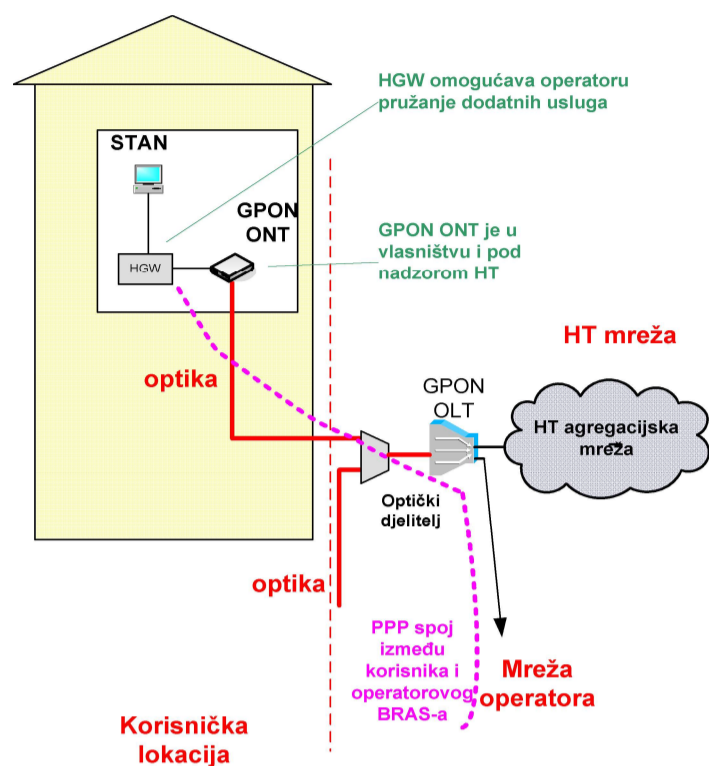 HGW omogućava operatoru
pružanje dodatnih usluga
STAN
GPON
ONT
HGW
GPON ONT je u
vlasništvu i pod
nadzorom HT
HT mreža
optika
GPON
OLT
HT agregacijska
mreža
Optički
djelitelj
optika
PPP spoj
između
korisnika i
operatorovog
BRAS-a
Mreža
operatora
Korisnička
lokacija